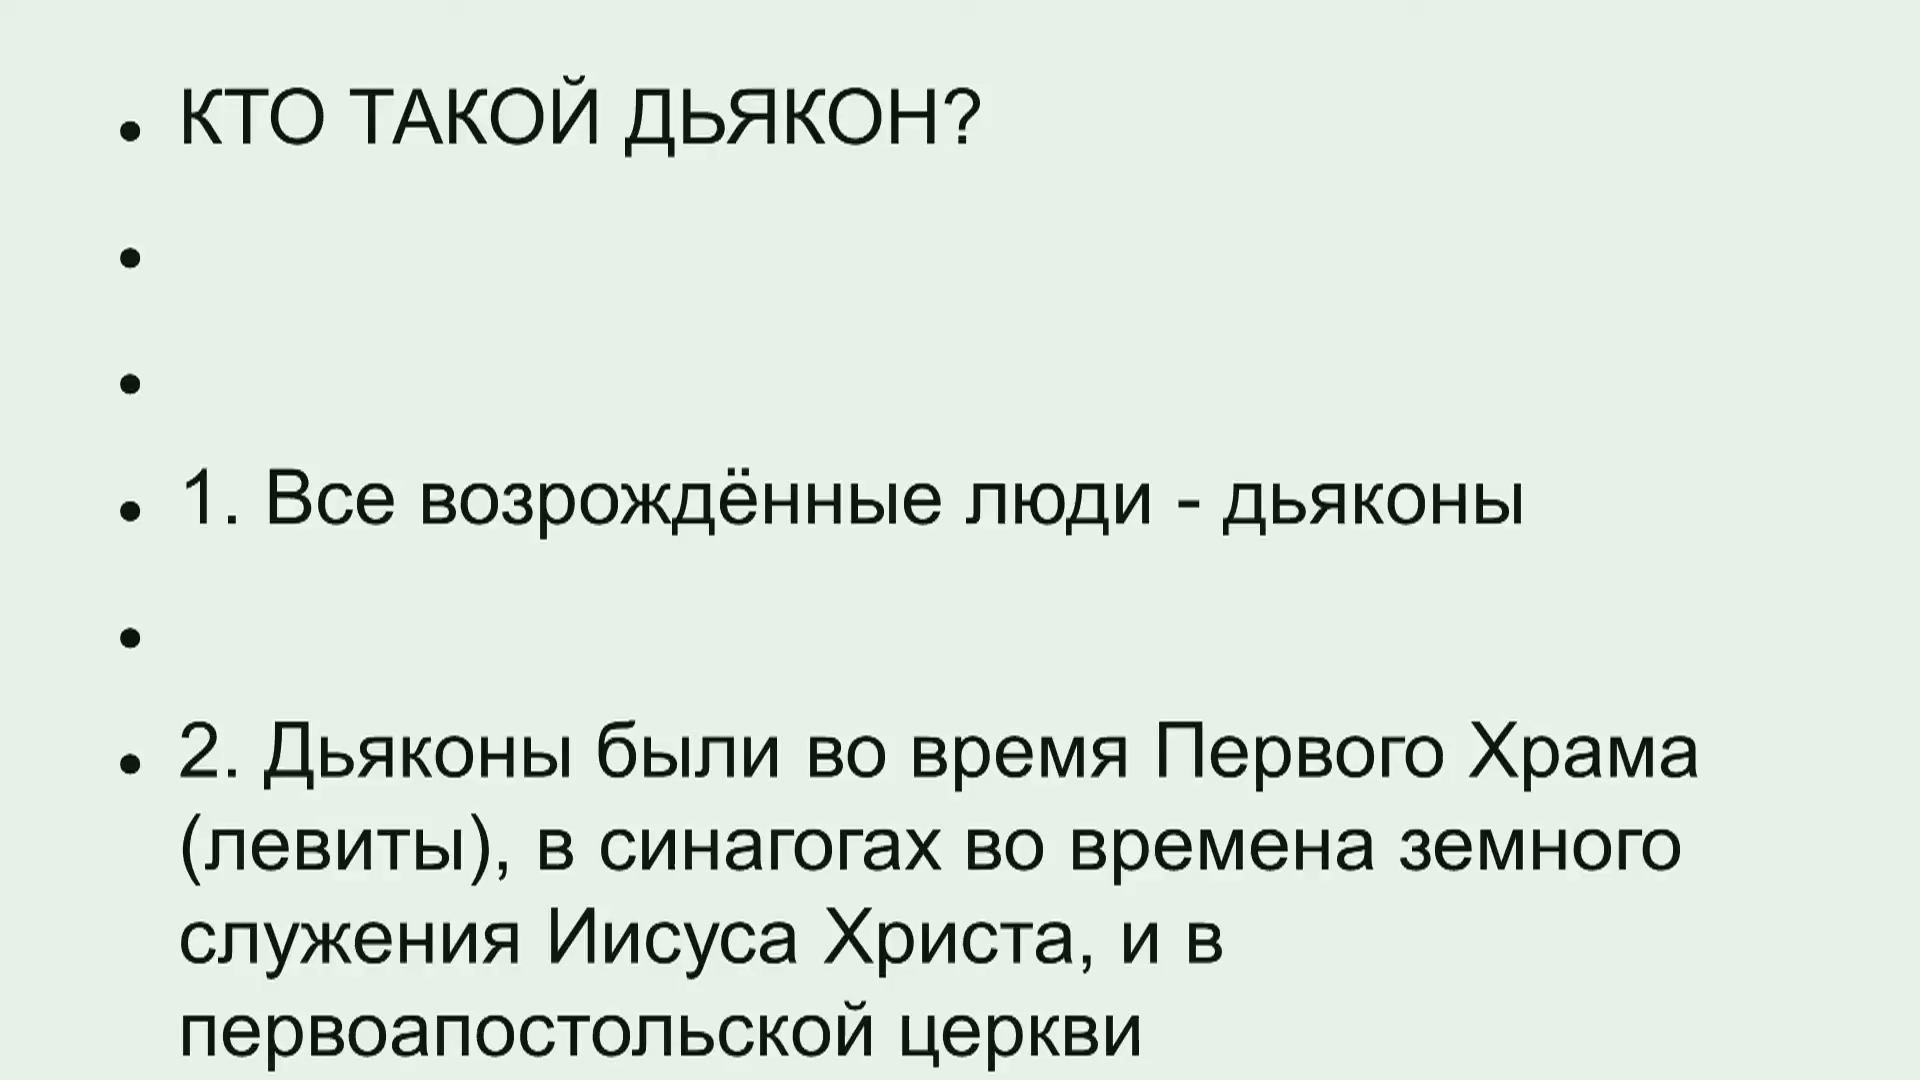 • КТО ТАКОЙ ДЬЯКОН?
•
•
• 1. Все возрождённые люди - дьяконы
•
• 2. Дьяконы были во время Первого Храма
(левиты), в синагогах во времена земного
служения Иисуса Христа, и в
первоапостольской церкви